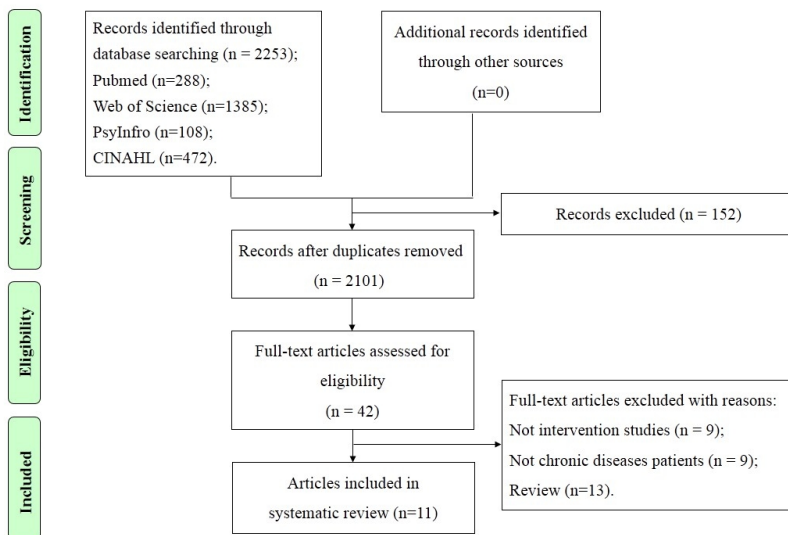 Identification
Records identified through
database searching (n = 2253);
Pubmed (n=288);
Web of Science (n=1385);
PsyInfro (n=108);
CINAHL (n=472).
Additional records identified
through other sources
(n=0)
Screening
Records excluded (n = 152)
Records after duplicates removed
(n = 2101)
Eligibility
Full-text articles assessed for
eligibility
(n = 42)
Full-text articles excluded with reasons:
Not intervention studies (n = 9);
Not chronic diseases patients (n = 9);
Review (n=13).
Included
Articles included in
systematic review (n=11)